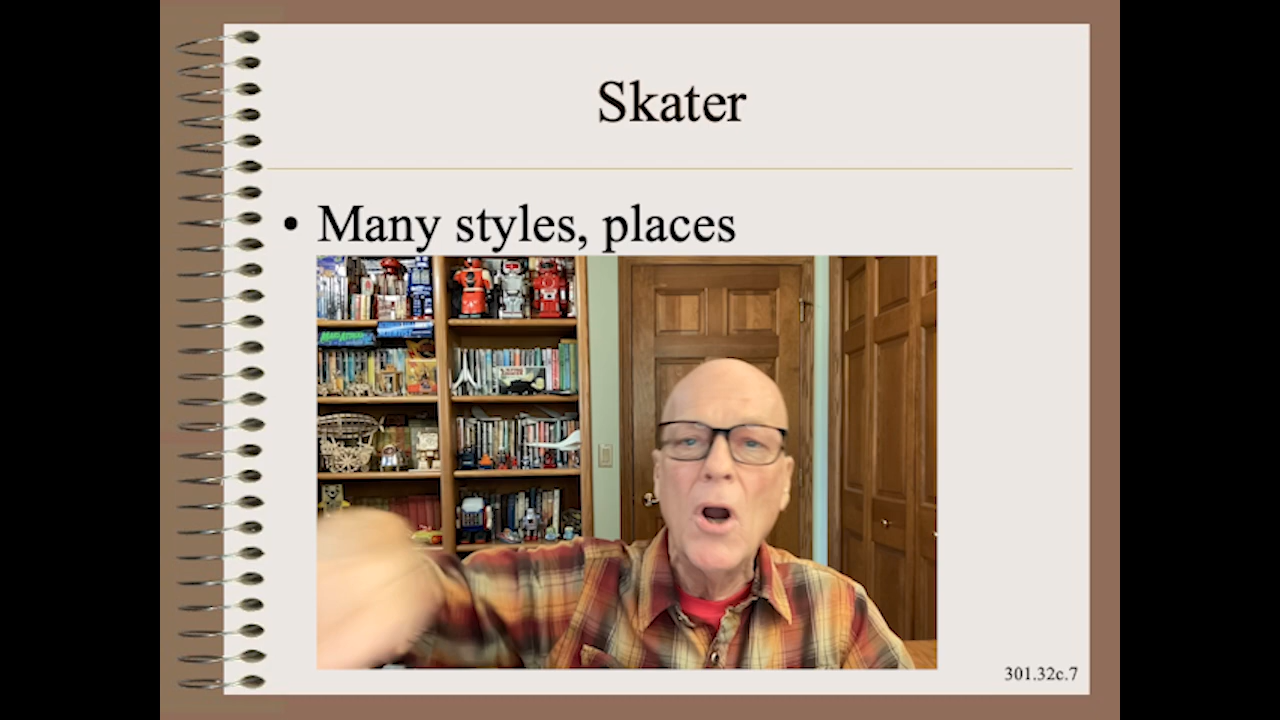 Skater
• Many styles, places
301.32c.7